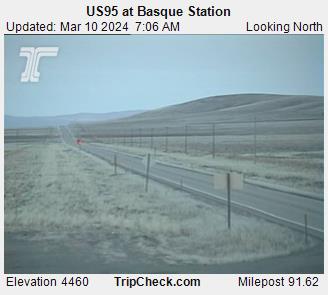 US95 at Basque Station
Updated: Mar 10 2024 7:06 AM Looking North
Elevation 4460 TripCheck.com Milepost 91.62